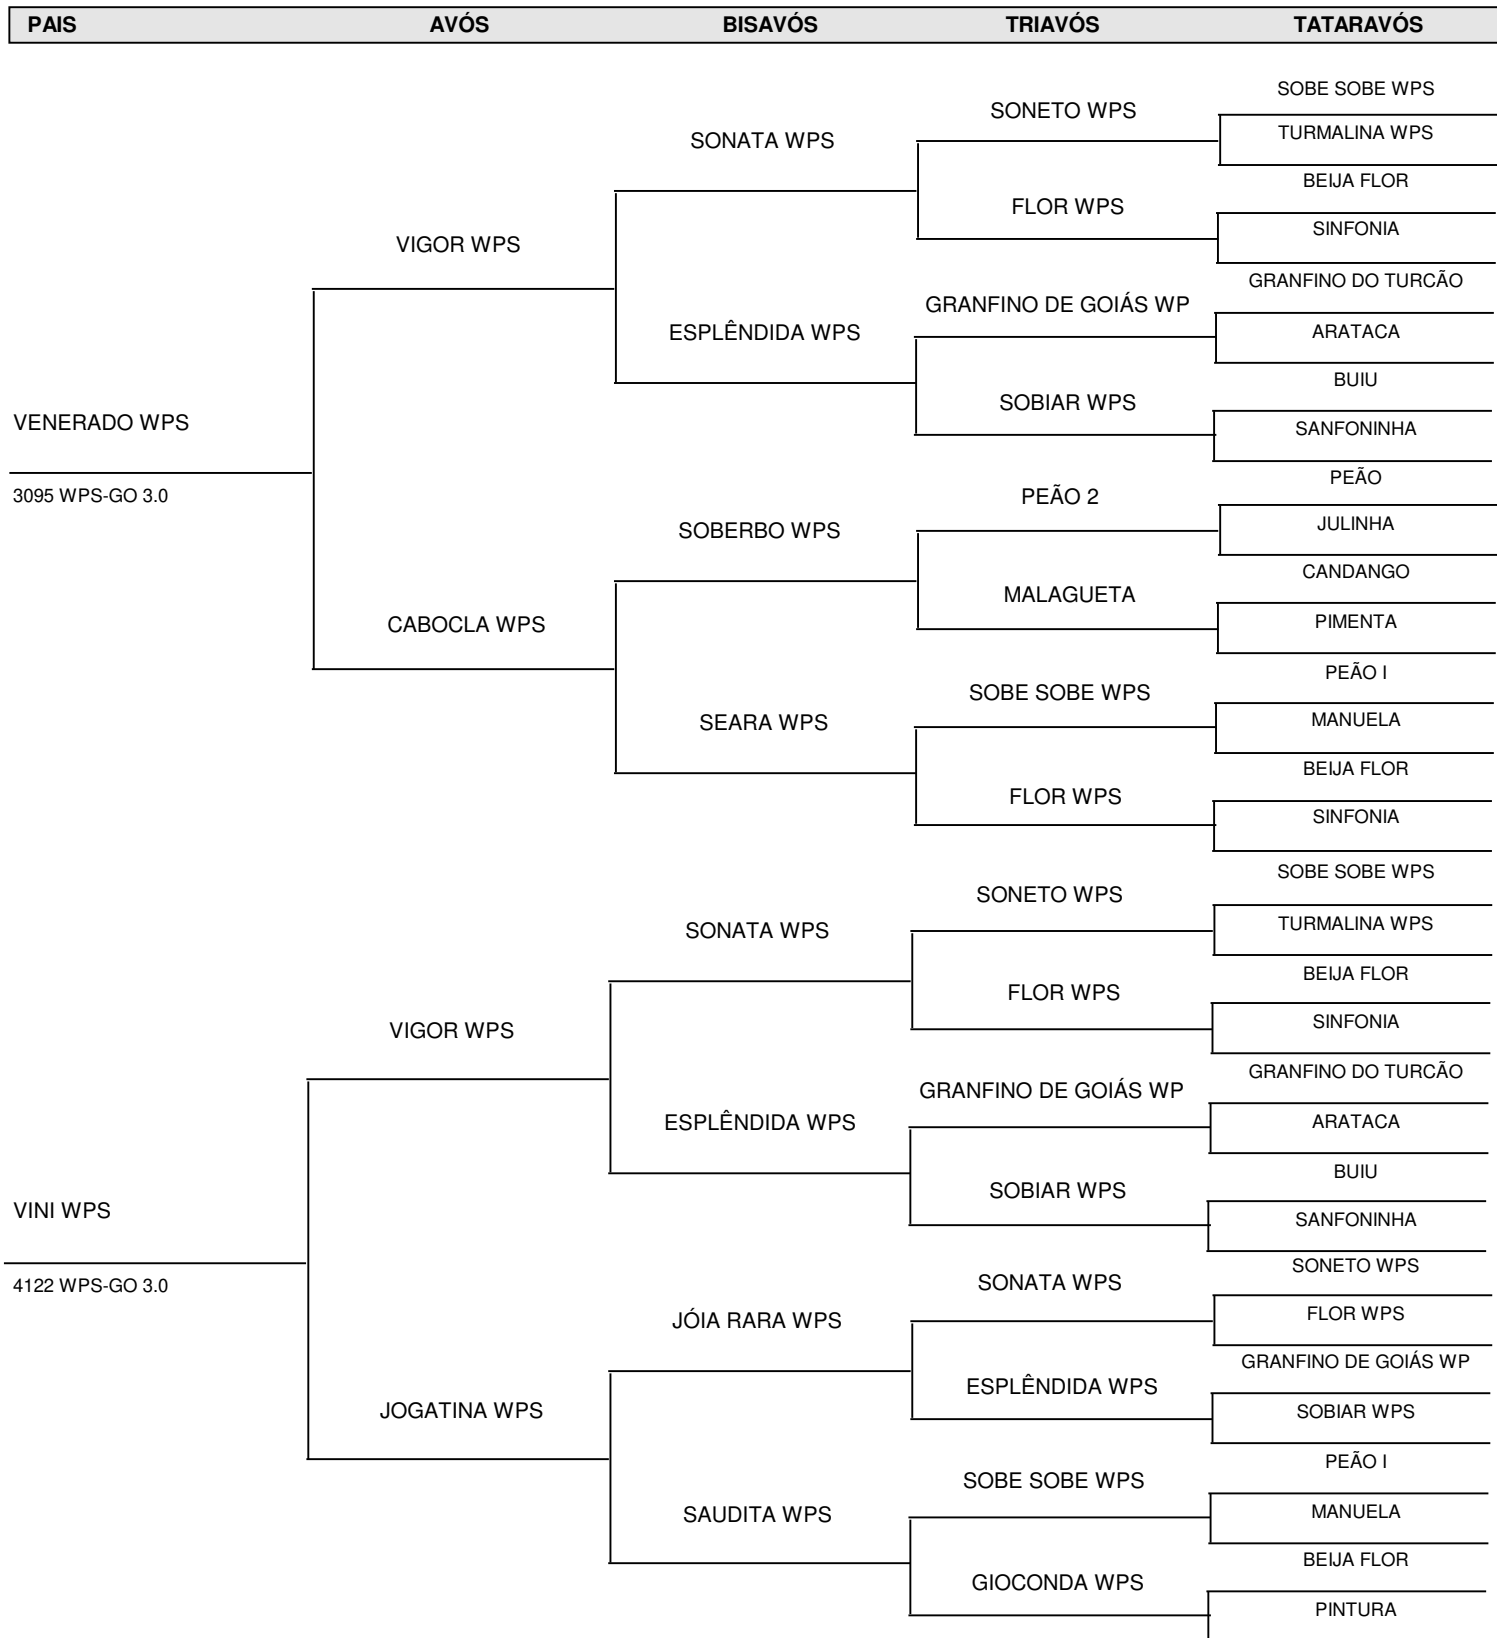 PAIS AVÓS BISAVÓS TRIAVÓS TATARAVÓS
SOBE SOBE WPS
SONETO WPS
TURMALINA WPS
SONATA WPS
BEIJA FLOR
FLOR WPS
SINFONIA
VIGOR WPS
GRANFINO DO TURCÃO
GRANFINO DE GOIÁS WP
ARATACA
ESPLÊNDIDA WPS
BUIU
SOBIAR WPS
SANFONINHA
VENERADO WPS
PEÃO
3095 WPS-GO 3.0
PEÃO 2
JULINHA
SOBERBO WPS
CANDANGO
MALAGUETA
PIMENTA
CABOCLA WPS
PEÃO I
SOBE SOBE WPS
MANUELA
SEARA WPS
BEIJA FLOR
FLOR WPS
SINFONIA
SOBE SOBE WPS
SONETO WPS
TURMALINA WPS
SONATA WPS
BEIJA FLOR
FLOR WPS
SINFONIA
VIGOR WPS
GRANFINO DO TURCÃO
GRANFINO DE GOIÁS WP
ARATACA
ESPLÊNDIDA WPS
BUIU
SOBIAR WPS
SANFONINHA
VINI WPS
SONETO WPS
4122 WPS-GO 3.0
SONATA WPS
FLOR WPS
JÓIA RARA WPS
GRANFINO DE GOIÁS WP
ESPLÊNDIDA WPS
SOBIAR WPS
JOGATINA WPS
PEÃO I
SOBE SOBE WPS
MANUELA
SAUDITA WPS
BEIJA FLOR
GIOCONDA WPS
PINTURA